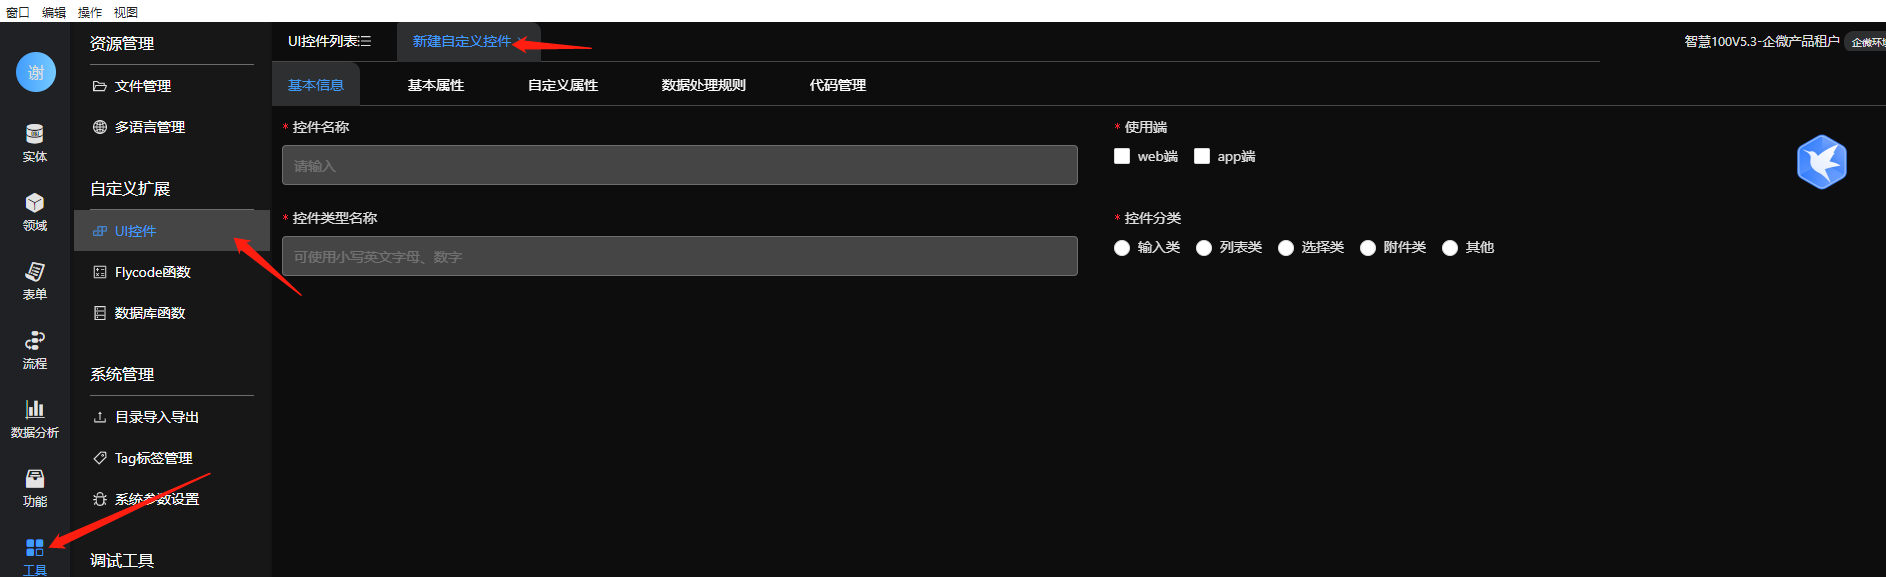 窗口 编辑 操作 视图
谢
实体
领域
表单
流程
数据分析
功能
工具
资源管理
文件管理
多语言管理
自定义扩展
UI控件
Flycode函数
数据库函数
系统管理
目录导入导出
Tag标签管理
系统参数设置
调试工具
UI控件列表
新建自定义控件
智慧100V5.3-企微产品租户
企微环境
基本信息 基本属性 自定义属性 数据处理规则 代码管理
* 控件名称
请输入
* 使用端
web端 app端
* 控件类型名称
可使用小写英文字母、数字
* 控件分类
输入类 列表类 选择类 附件类 其他